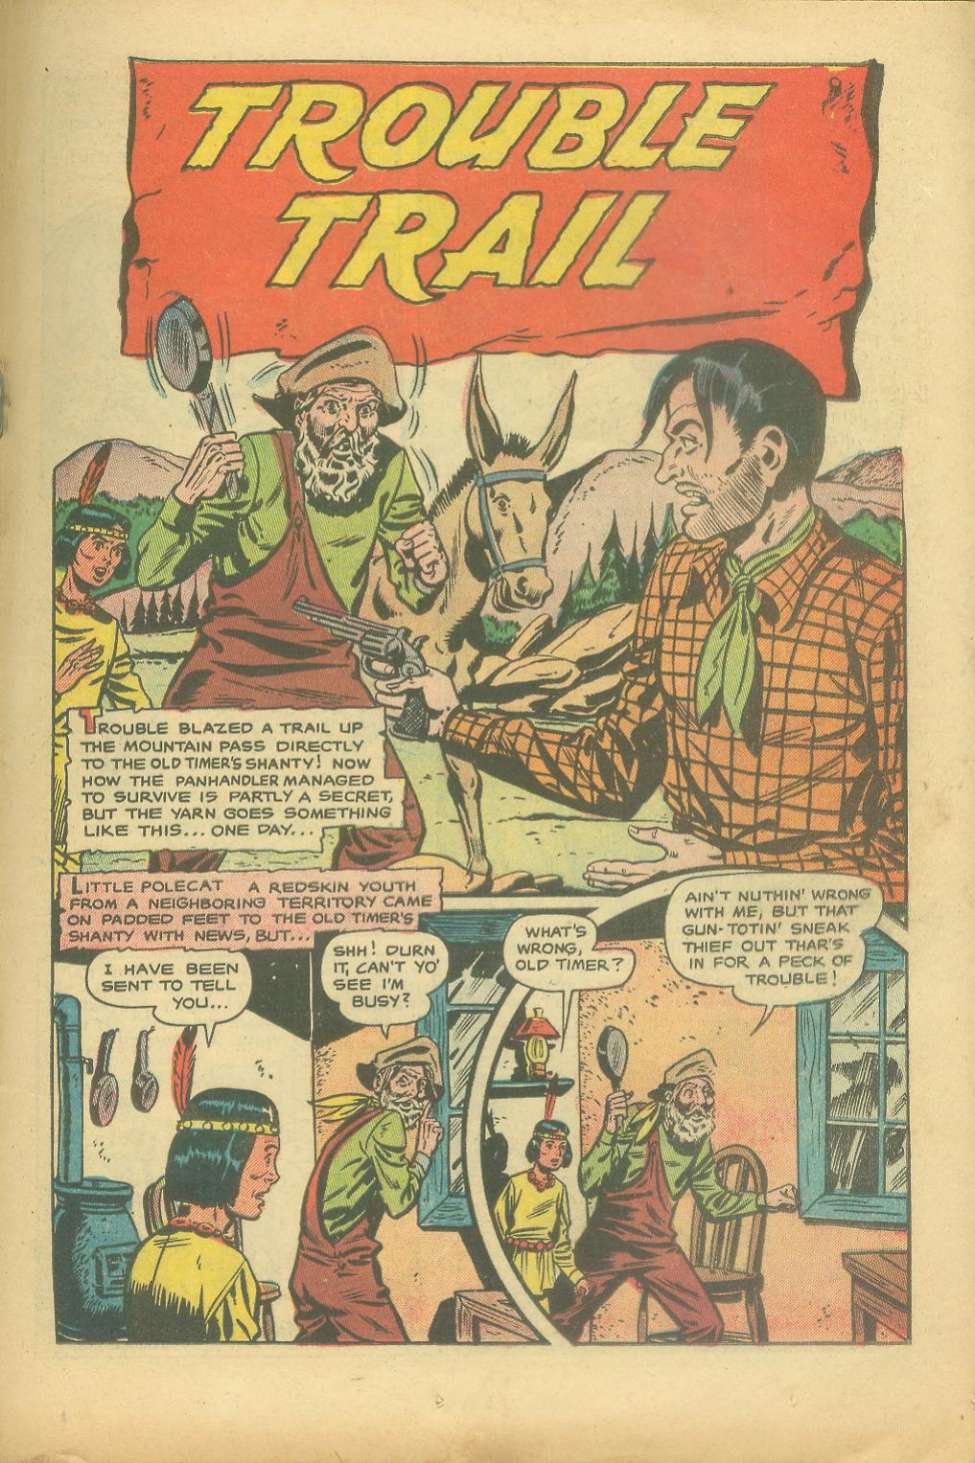 TROUBLE
TRAIL
TROUBLE BLAZED A TRAIL UP
THE MOUNTAIN PASS DIRECTLY
TO THE OLD TIMER'S SHANTY! NOW
HOW THE PANHANDLER MANAGED
TO SURVIVE IS PARTLY A SECRET,
BUT THE YARN GOES SOMETHING
LIKE THIS... ONE DAY...
LITTLE POLECAT A REDSKIN YOUTH
FROM A NEIGHBORING TERRITORY CAME
ON PADDED FEET TO THE OLD TIMER'S
SHANTY WITH NEWS, BUT...
I HAVE BEEN
SENT TO TELL
YOU...
SHH! DURN
IT, CAN'T YO'
SEE I'M
BUSY?
WHAT'S
WRONG,
OLD TIMER?
AIN'T NUTHIN' WRONG
WITH ME, BUT THAT
GUN-TOTIN' SNEAK
THIEF OUT THAR'S
IN FOR A PECK OF
TROUBLE!